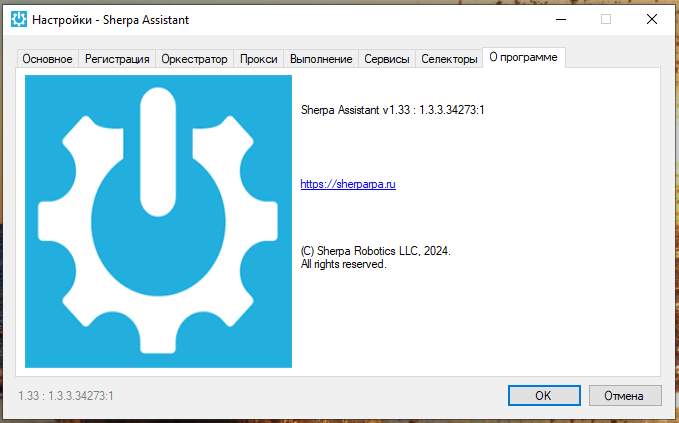 Настройки - Sherpa Assistant
Основное Регистрация Оркестратор Прокси Выполнение Сервисы Селекторы О программе
Sherpa Assistant v1.33 : 1.3.3.34273:1
https://sherparpa.ru
(C) Sherpa Robotics LLC, 2024.
All rights reserved.
1.33 : 1.3.3.34273:1
OK Отмена